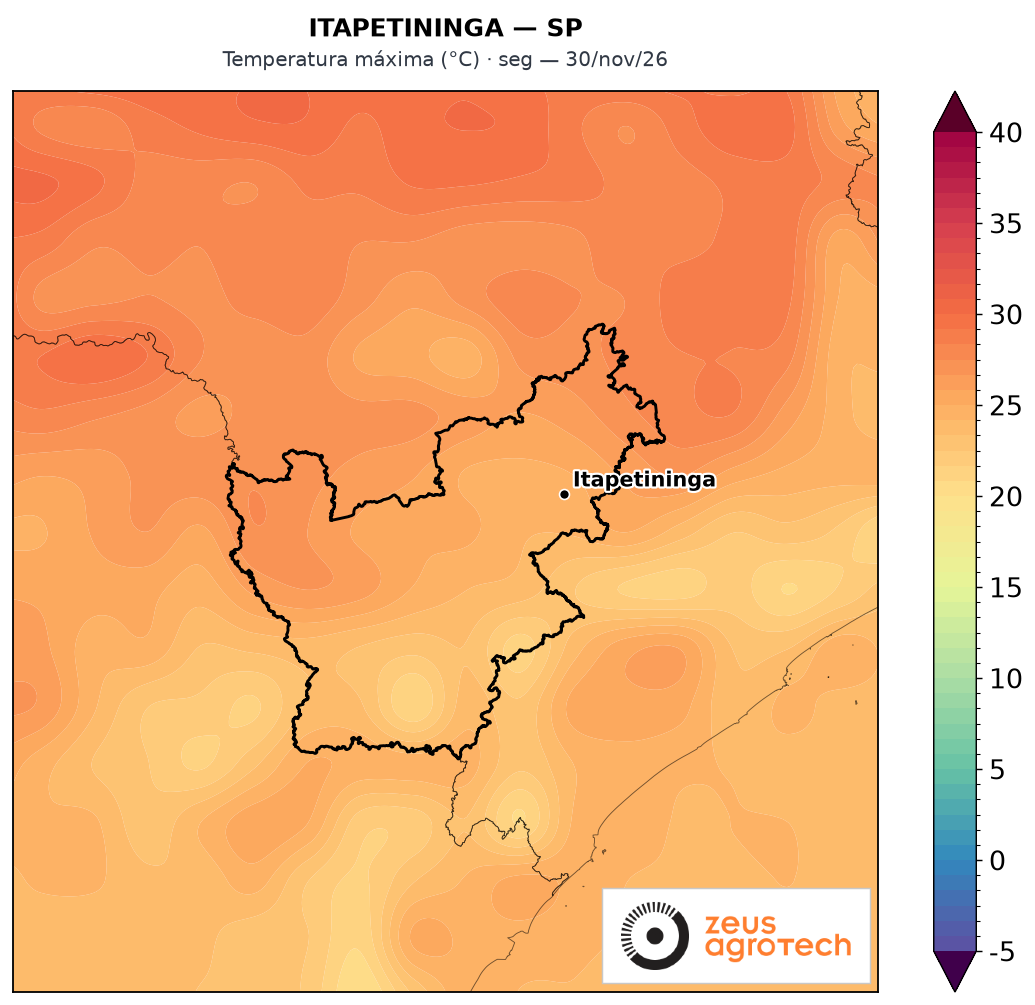 ITAPETININGA — SP
Temperatura máxima (°C) · seg — 30/nov/26
40
35
30
25
20
15
10
5
0
-5
Itapetininga
zeus
agrotech